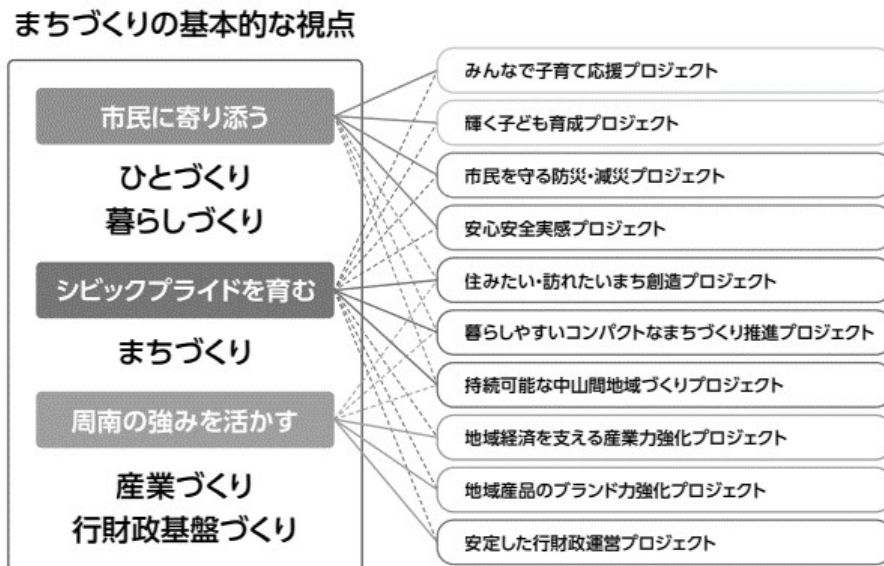 まちづくりの基本的な視点
市民に寄り添う
ひとづくり
暮らしづくり
シビックプライドを育む
まちづくり
周南の強みを活かす
産業づくり
行財政基盤づくり
みんなで子育て応援プロジェクト
輝く子ども育成プロジェクト
市民を守る防災・減災プロジェクト
安心安全実感プロジェクト
住みたい・訪れたいまち創造プロジェクト
暮らしやすいコンパクトなまちづくり推進プロジェクト
持続可能な中山間地域づくりプロジェクト
地域経済を支える産業力強化プロジェクト
地域産品のブランド力強化プロジェクト
安定した行財政運営プロジェクト